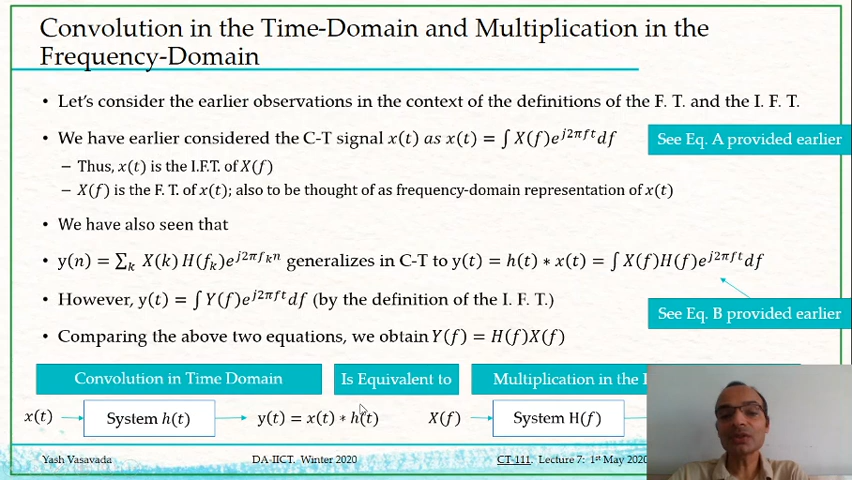 Convolution in the Time-Domain and Multiplication in the
Frequency-Domain
• Let's consider the earlier observations in the context of the definitions of the F. T. and the I. F. T.
• We have earlier considered the C-T signal x(t) as x(t) = ∫ X(f)e^{j2πft}df
See Eq. A provided earlier
– Thus, x(t) is the I.F.T. of X(f)
– X(f) is the F. T. of x(t); also to be thought of as frequency-domain representation of x(t)
• We have also seen that
• y(n) = ∑_k X(k) H(f_k)e^{j2πf_kn} generalizes in C-T to y(t) = h(t) * x(t) = ∫ X(f)H(f)e^{j2πft}df
• However, y(t) = ∫ Y(f)e^{j2πft}df (by the definition of the I. F. T.)
See Eq. B provided earlier
• Comparing the above two equations, we obtain Y(f) = H(f)X(f)
Convolution in Time Domain Is Equivalent to Multiplication in the
x(t) System h(t) y(t) = x(t) * h(t) X(f) System H(f)
Yash Vasavada DA-IICT, Winter 2020 CT-111, Lecture 7: 1st May 2020